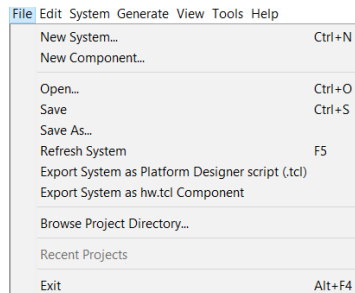 File Edit System Generate View Tools Help
New System... Ctrl+N
New Component...
Open... Ctrl+O
Save Ctrl+S
Save As...
Refresh System F5
Export System as Platform Designer script (.tcl)
Export System as hw.tcl Component
Browse Project Directory...
Recent Projects
Exit Alt+F4